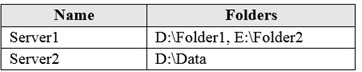 Name Folders
Server1 D:\Folder1, E:\Folder2
Server2 D:\Data